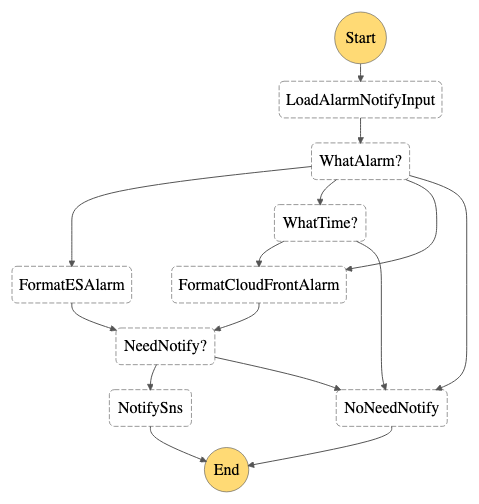 Start
LoadAlarmNotifyInput
WhatAlarm?
WhatTime?
FormatESAlarm
FormatCloudFrontAlarm
NeedNotify?
NotifySns
NoNeedNotify
End